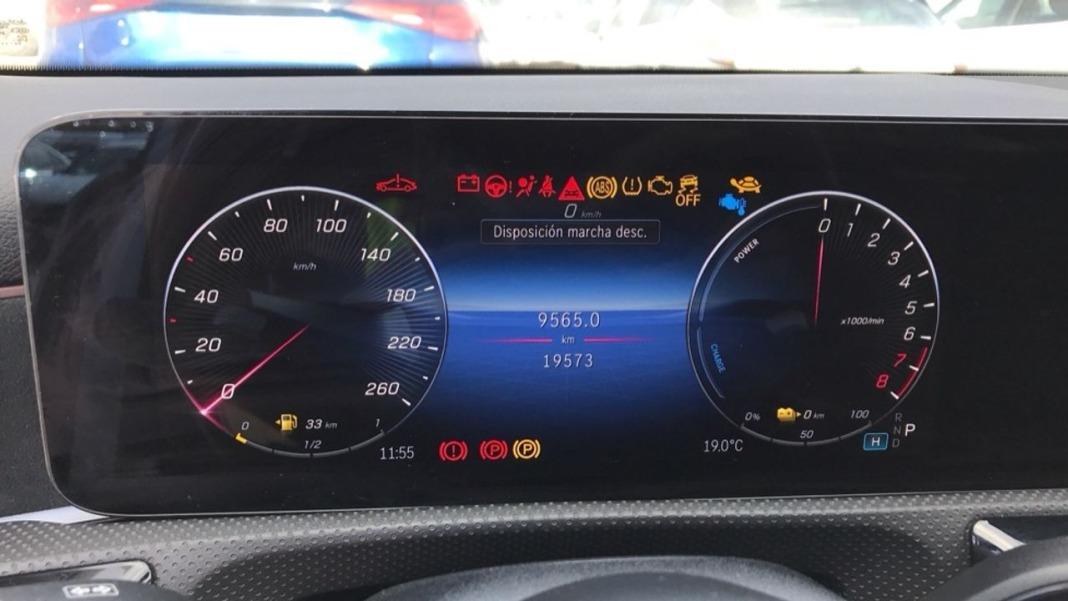 ABS
OFF
0 km/h
Disposición marcha desc.
80 100
60 140
km/h
40 180
20 220
0 260
0 33 km 1
1/2
11:55
9565.0
km
19573
POWER
CHARGE
0 1 2 3 4 5 6 7 8
x1000/min
0% 0 km 100
50
19.0°C
P P
H
R
N P
D